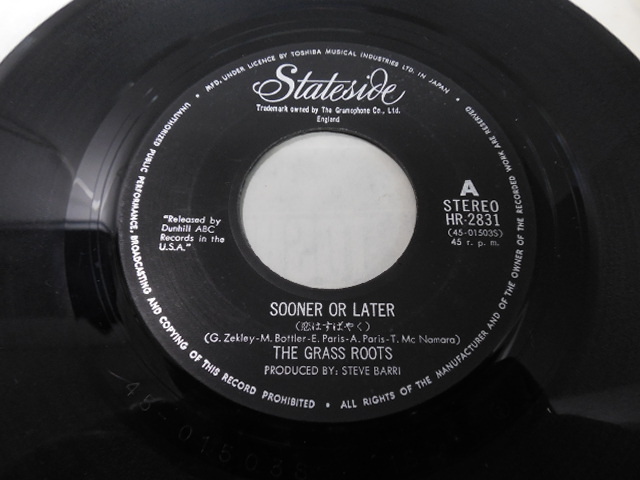 • MFD. UNDER LICENCE BY TOSHIBA MUSICAL INDUSTRIES LTD. IN JAPAN •
Stateside
Trademark owned by The Gramophone Co., Ltd.
England
A
STEREO
HR-2831
(45-01503S)
45 r. p. m.
"Released by
Dunhill ABC
Records in the
U.S.A."
SOONER OR LATER
(恋はすばやく)
(G. Zekley-M. Bottler-E. Paris-A. Paris-T. Mc Namara)
THE GRASS ROOTS
PRODUCED BY: STEVE BARRI
UNAUTHORIZED PUBLIC PERFORMANCE, BROADCASTING AND COPYING OF THIS RECORD PROHIBITED • ALL RIGHTS OF THE MANUFACTURER AND OF THE OWNER OF THE RECORDED WORK ARE RESERVED